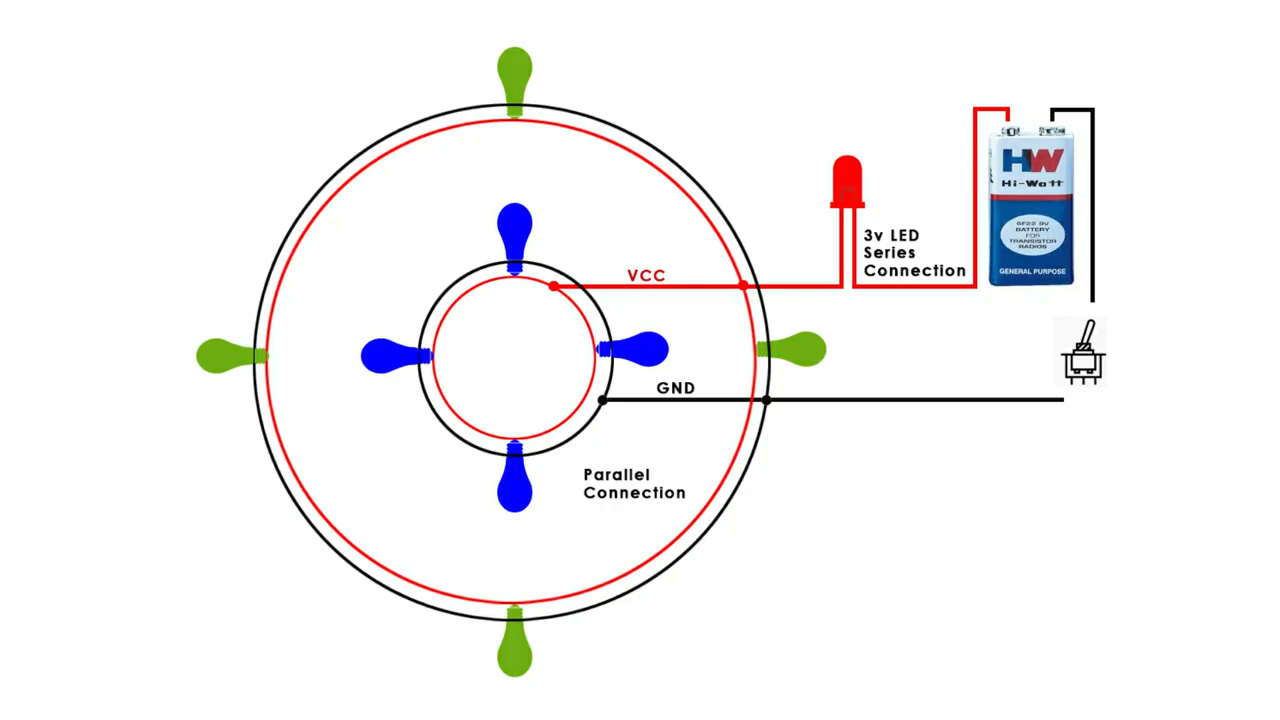 HW
Hi-Watt
6F22 9V
BATTERY
FOR
TRANSISTOR
RADIOS
GENERAL PURPOSE
3v LED
Series
Connection
VCC
GND
Parallel
Connection